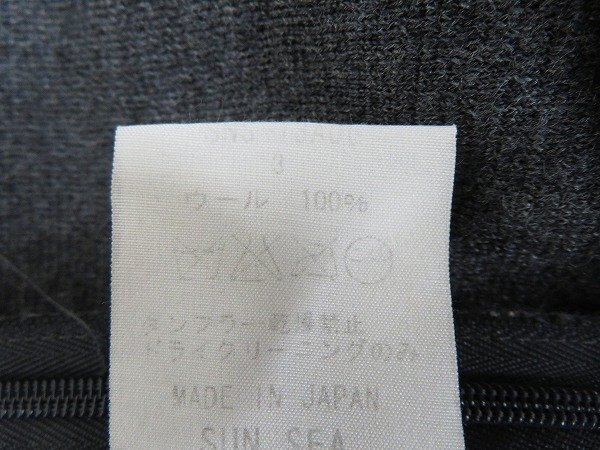 3
ウール 100%
タンブラー乾燥禁止
ドライクリーニングのみ
MADE IN JAPAN
SUN SEA